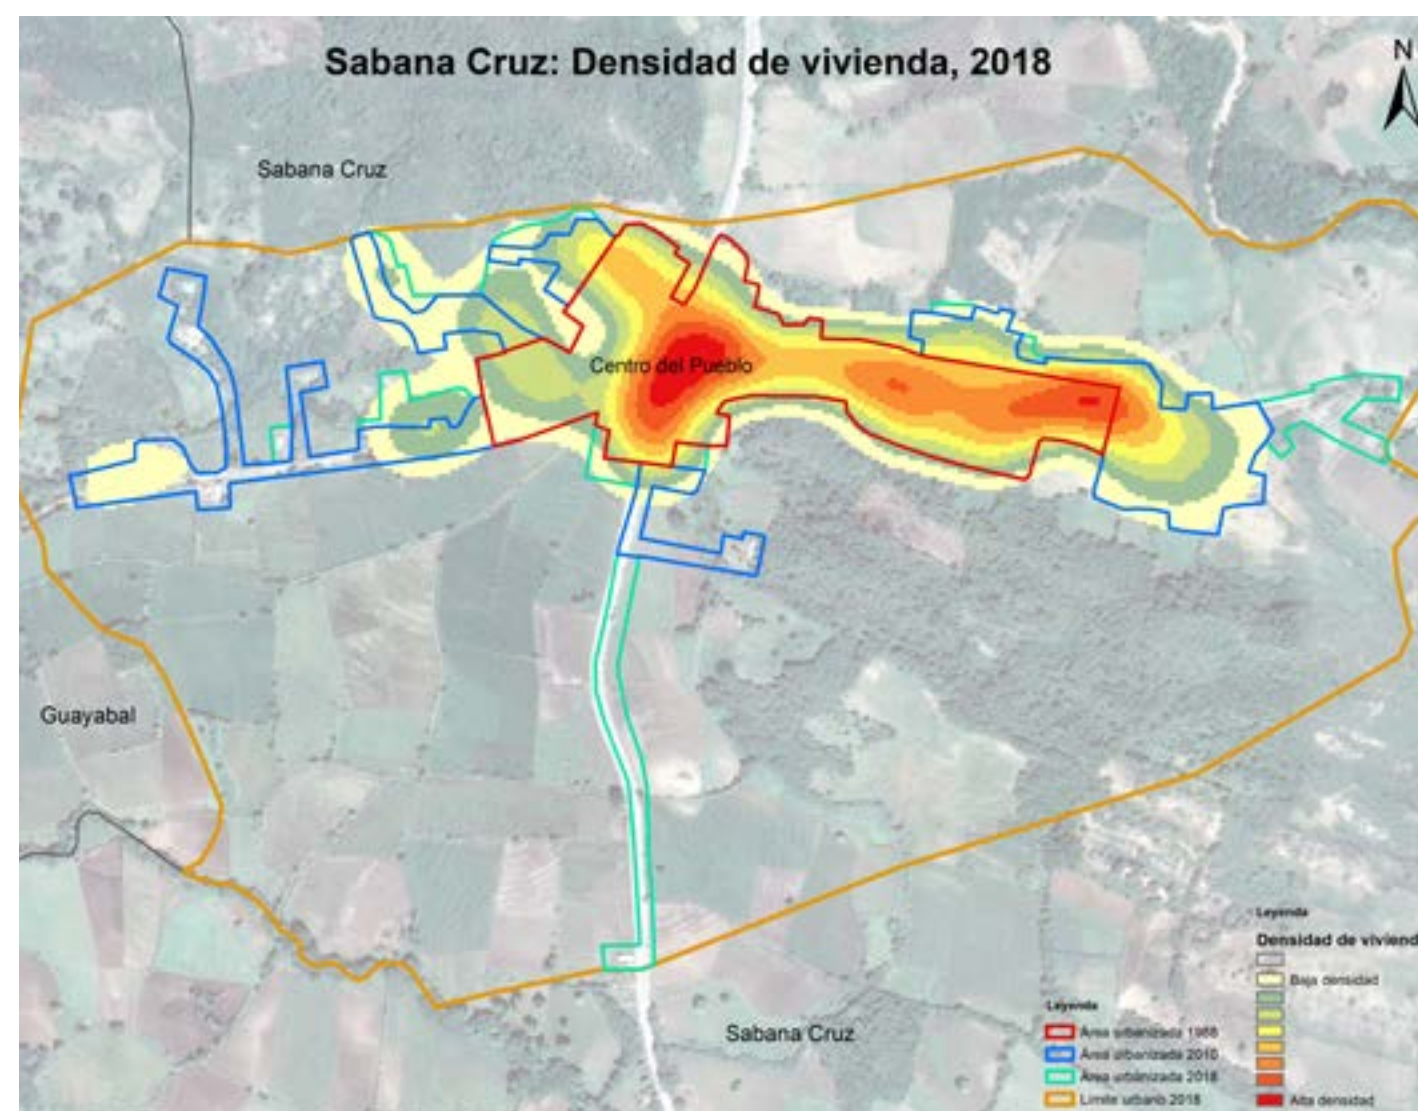 Sabana Cruz: Densidad de vivienda, 2018
N
Sabana Cruz
Centro del Pueblo
Guayabal
Sabana Cruz
Leyenda
Área urbanizada 1988
Área urbanizada 2010
Área urbanizada 2018
Límite urbano 2018
Leyenda
Densidad de viviend
Baja densidad
Alta densidad